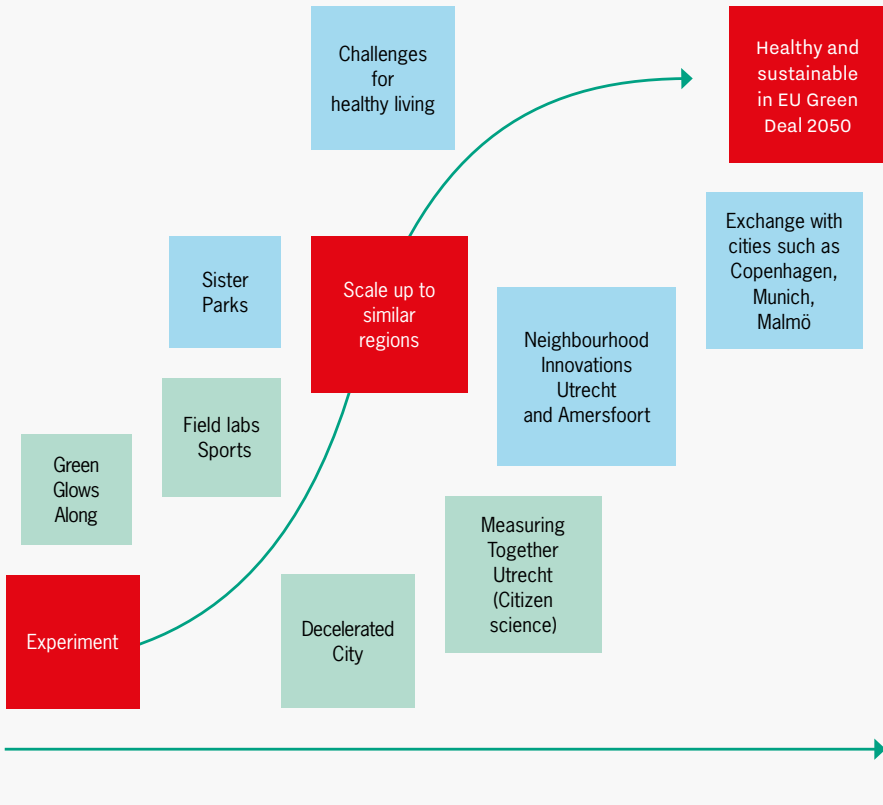 Challenges
for
healthy living
Healthy and
sustainable
in EU Green
Deal 2050
Exchange with
cities such as
Copenhagen,
Munich,
Malmö
Sister
Parks
Scale up to
similar
regions
Neighbourhood
Innovations
Utrecht
and Amersfoort
Field labs
Sports
Green
Glows
Along
Measuring
Together
Utrecht
(Citizen
science)
Experiment
Decelerated
City